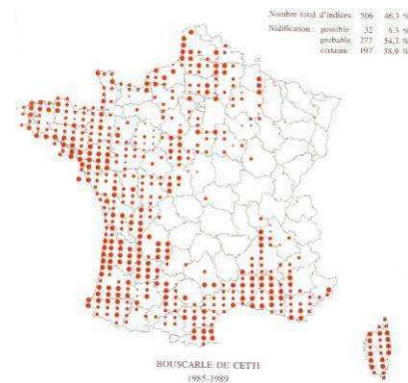 Nombre total d'indices 506 46,3 %
Nidification : possible 32 6,3 %
probable 277 54,7 %
certaine 197 38,9 %
BOUSCARLE DE CETTI
1985-1989